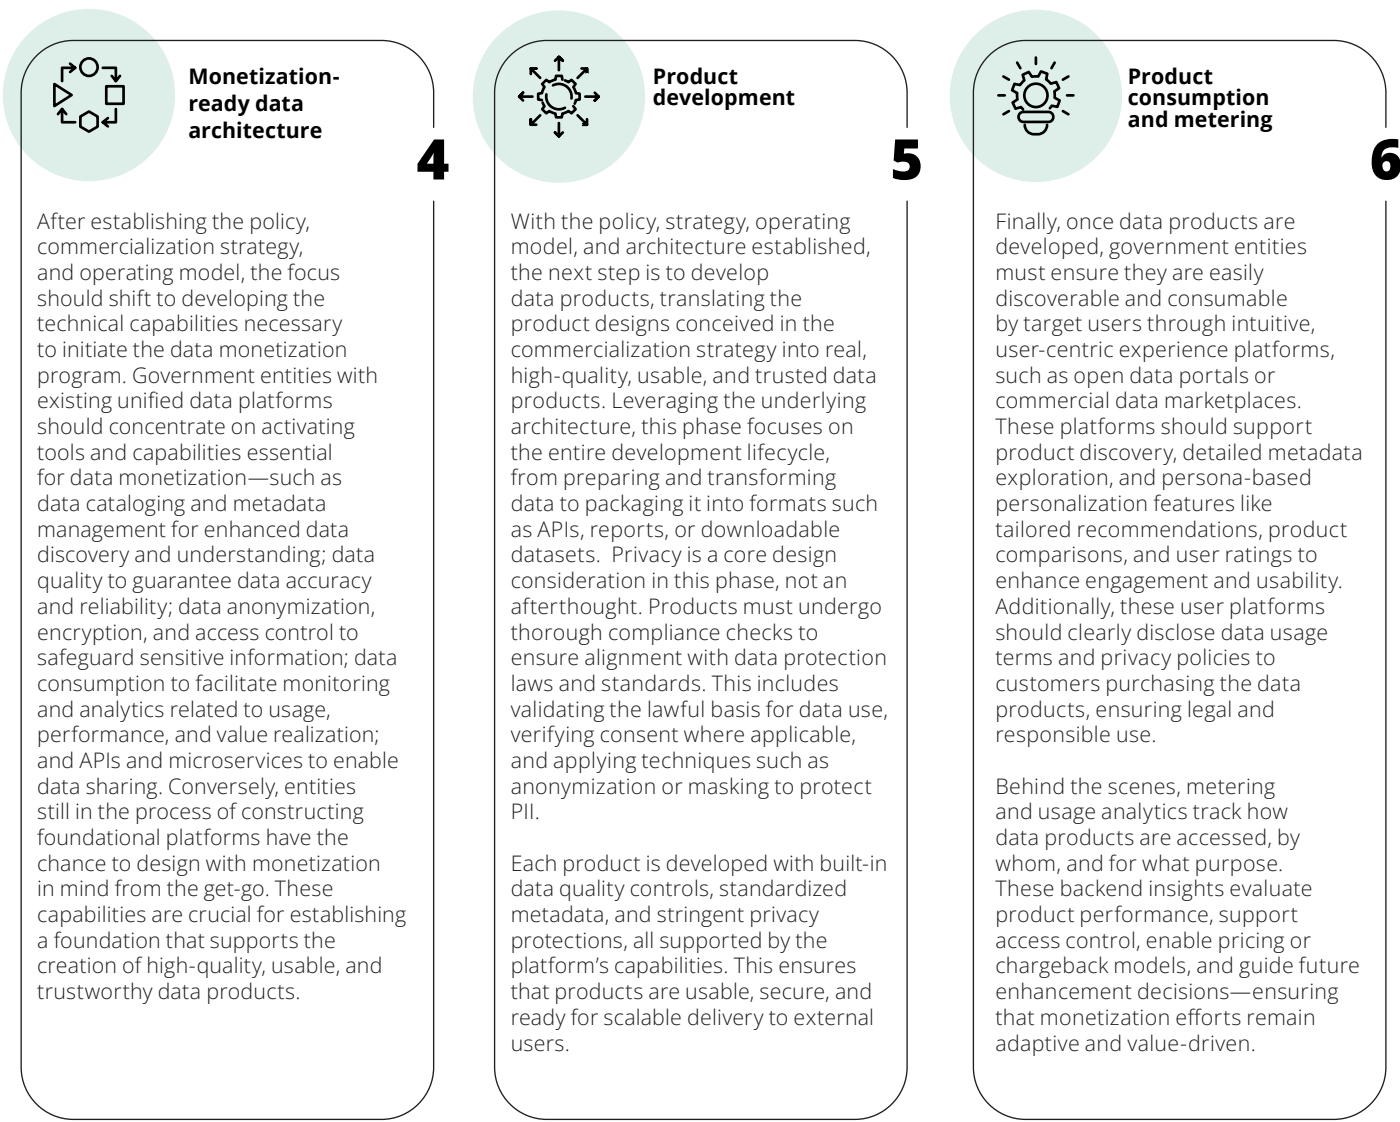 Monetization-
ready data
architecture
4
After establishing the policy,
commercialization strategy,
and operating model, the focus
should shift to developing the
technical capabilities necessary
to initiate the data monetization
program. Government entities with
existing unified data platforms
should concentrate on activating
tools and capabilities essential
for data monetization—such as
data cataloging and metadata
management for enhanced data
discovery and understanding; data
quality to guarantee data accuracy
and reliability; data anonymization,
encryption, and access control to
safeguard sensitive information; data
consumption to facilitate monitoring
and analytics related to usage,
performance, and value realization;
and APIs and microservices to enable
data sharing. Conversely, entities
still in the process of constructing
foundational platforms have the
chance to design with monetization
in mind from the get-go. These
capabilities are crucial for establishing
a foundation that supports the
creation of high-quality, usable, and
trustworthy data products.
Product
development
5
With the policy, strategy, operating
model, and architecture established,
the next step is to develop
data products, translating the
product designs conceived in the
commercialization strategy into real,
high-quality, usable, and trusted data
products. Leveraging the underlying
architecture, this phase focuses on
the entire development lifecycle,
from preparing and transforming
data to packaging it into formats such
as APIs, reports, or downloadable
datasets.  Privacy is a core design
consideration in this phase, not an
afterthought. Products must undergo
thorough compliance checks to
ensure alignment with data protection
laws and standards. This includes
validating the lawful basis for data use,
verifying consent where applicable,
and applying techniques such as
anonymization or masking to protect
PII.
Each product is developed with built-in
data quality controls, standardized
metadata, and stringent privacy
protections, all supported by the
platform’s capabilities. This ensures
that products are usable, secure, and
ready for scalable delivery to external
users.
Product
consumption
and metering
6
Finally, once data products are
developed, government entities
must ensure they are easily
discoverable and consumable
by target users through intuitive,
user-centric experience platforms,
such as open data portals or
commercial data marketplaces.
These platforms should support
product discovery, detailed metadata
exploration, and persona-based
personalization features like
tailored recommendations, product
comparisons, and user ratings to
enhance engagement and usability.
Additionally, these user platforms
should clearly disclose data usage
terms and privacy policies to
customers purchasing the data
products, ensuring legal and
responsible use.
Behind the scenes, metering
and usage analytics track how
data products are accessed, by
whom, and for what purpose.
These backend insights evaluate
product performance, support
access control, enable pricing or
chargeback models, and guide future
enhancement decisions—ensuring
that monetization efforts remain
adaptive and value-driven.